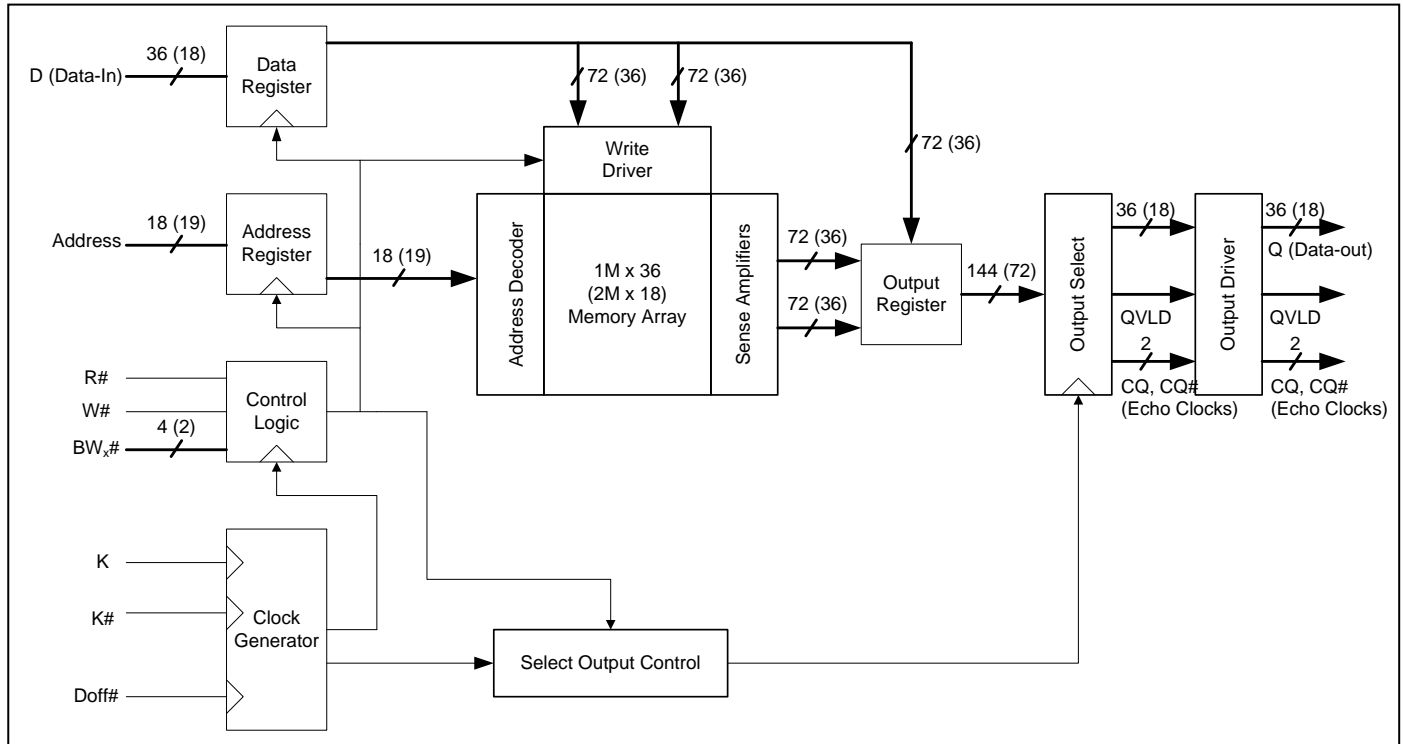 36 (18)
D (Data-In)
Data
Register
72 (36)
72 (36)
72 (36)
Write
Driver
18 (19)
Address
Address
Register
18 (19)
Address Decoder
1M x 36
(2M x 18)
Memory Array
Sense Amplifiers
72 (36)
72 (36)
Output
Register
144 (72)
Output Select
36 (18)
QVLD
2
CQ, CQ#
(Echo Clocks)
Output Driver
36 (18)
Q (Data-out)
QVLD
2
CQ, CQ#
(Echo Clocks)
R#
W#
4 (2)
BWx#
Control
Logic
K
K#
Doff#
Clock
Generator
Select Output Control